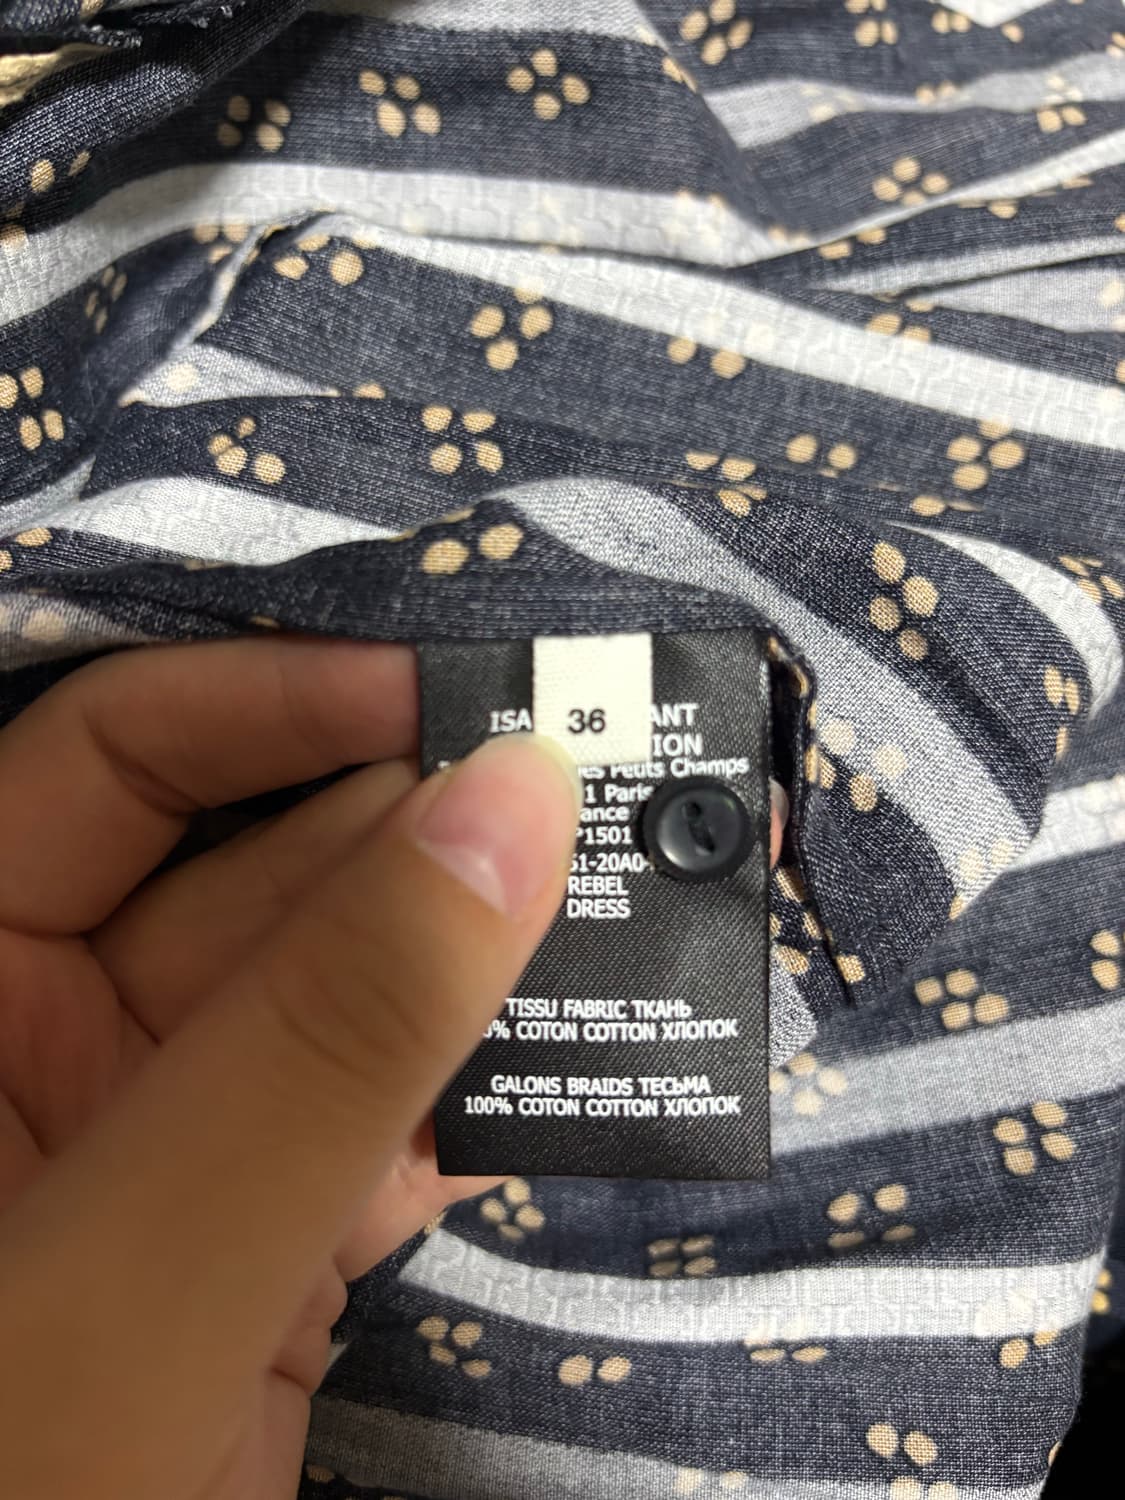 36
ISA ANT
ION
es Petits Champs
1 Paris
ance
°1501
51-20A0
REBEL
DRESS
TISSU FABRIC ТКАНЬ
0% COTON COTTON ХЛОПОК
GALONS BRAIDS ТЕСЬМА
100% COTON COTTON ХЛОПОК